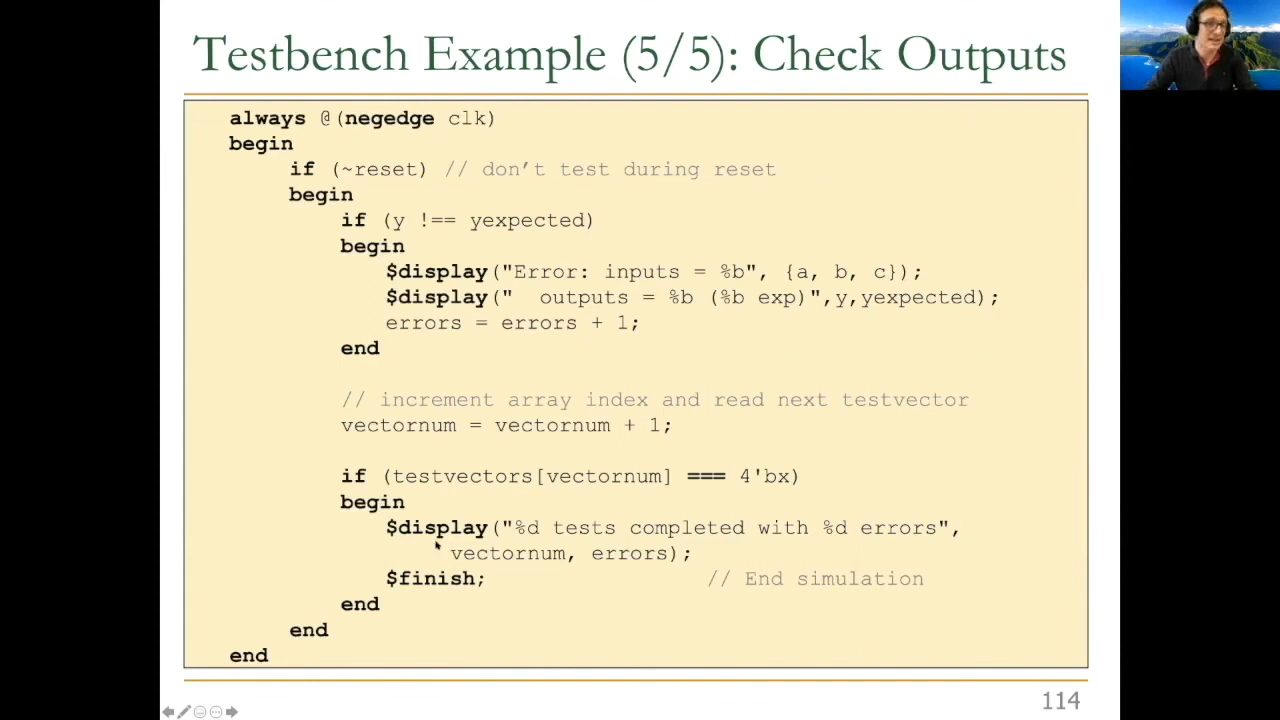 Testbench Example (5/5): Check Outputs
always @(negedge clk)
begin
if (~reset) // don't test during reset
begin
if (y !== yexpected)
begin
$display("Error: inputs = %b", {a, b, c});
$display("  outputs = %b (%b exp)",y,yexpected);
errors = errors + 1;
end
// increment array index and read next testvector
vectornum = vectornum + 1;
if (testvectors[vectornum] === 4'bx)
begin
$display("%d tests completed with %d errors",
vectornum, errors);
$finish; // End simulation
end
end
end
114